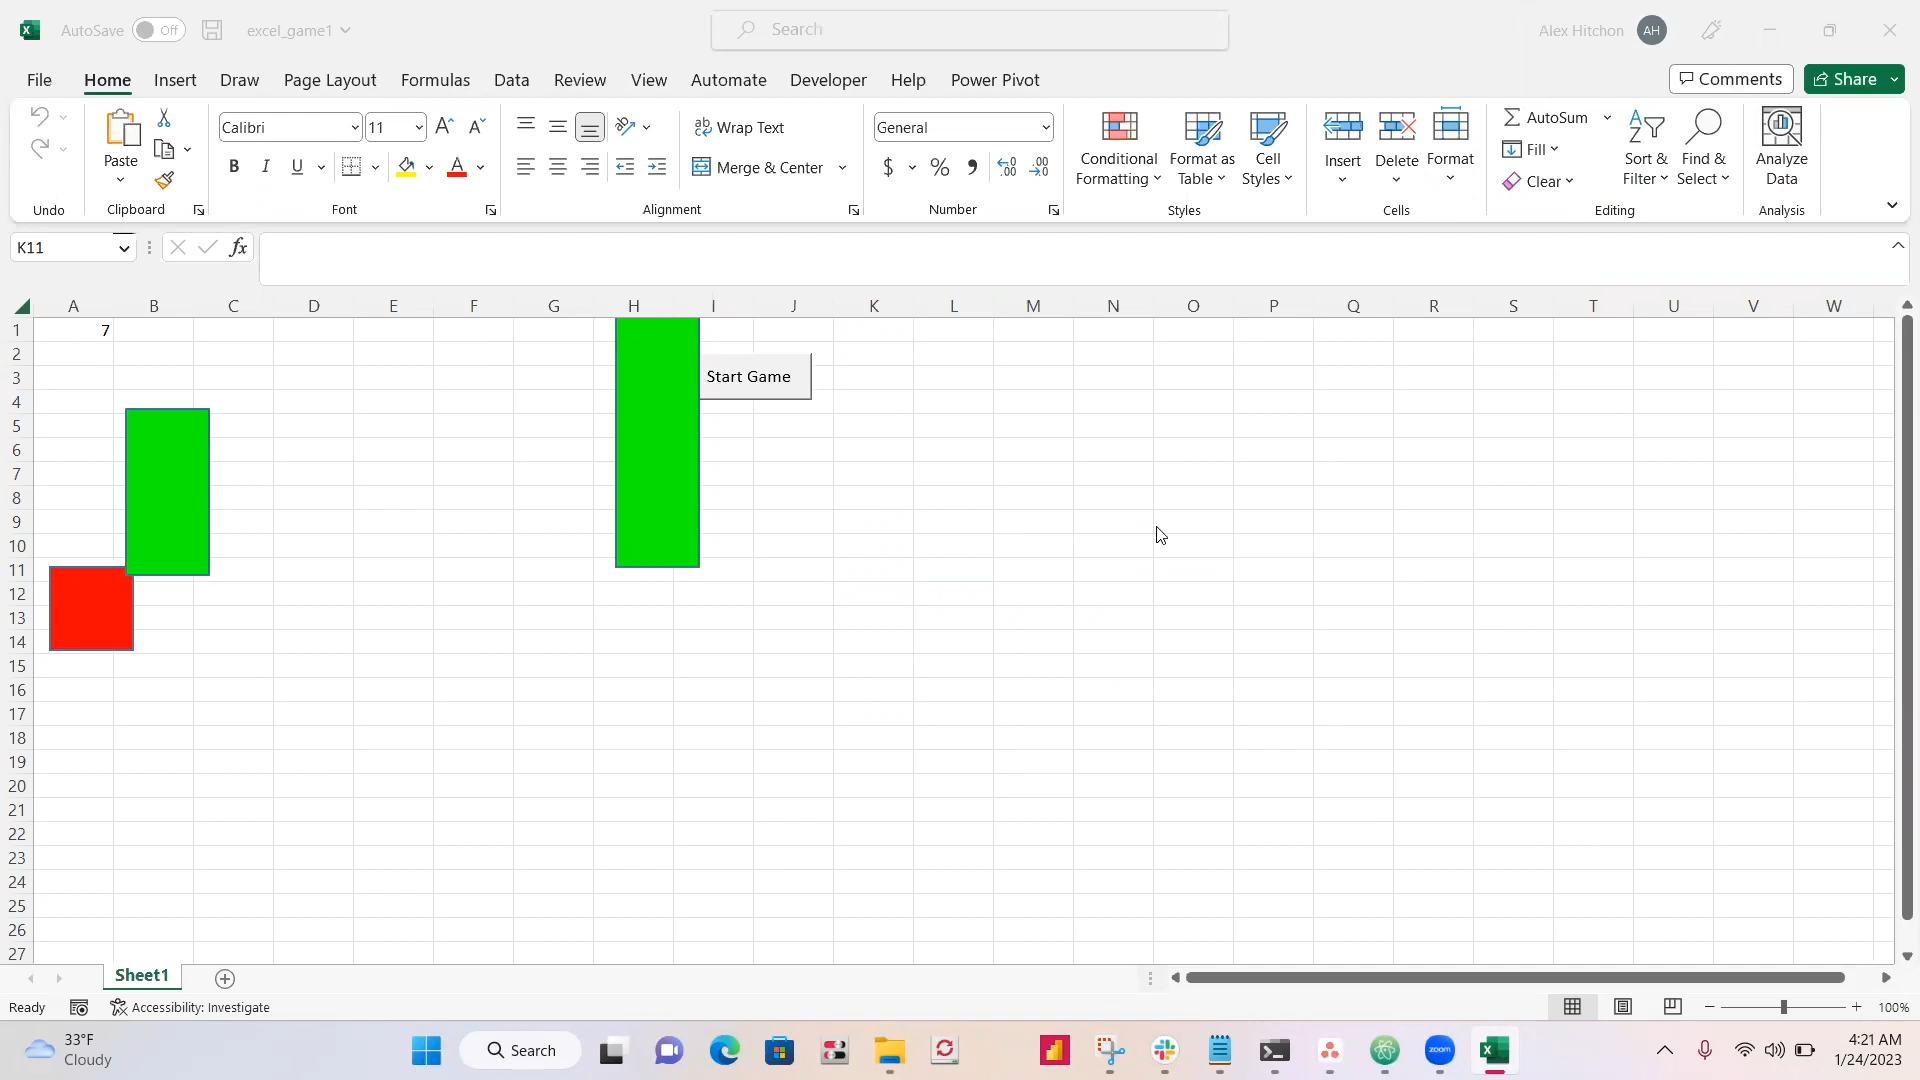 AutoSave Off excel_game1 Search Alex Hitchon AH
File Home Insert Draw Page Layout Formulas Data Review View Automate Developer Help Power Pivot Comments Share
Calibri 11 Wrap Text General AutoSum
Paste Fill
B I U Merge & Center $ % Clear
Conditional Formatting Format as Table Cell Styles Insert Delete Format Sort & Filter Find & Select Analyze Data
Undo Clipboard Font Alignment Number Styles Cells Editing Analysis
K11 fx
A B C D E F G H I J K L M N O P Q R S T U V W
1 7
2
3 Start Game
4
5
6
7
8
9
10
11
12
13
14
15
16
17
18
19
20
21
22
23
24
25
26
27
Sheet1
Ready Accessibility: Investigate 100%
33°F Search zoom 4:21 AM
Cloudy 1/24/2023